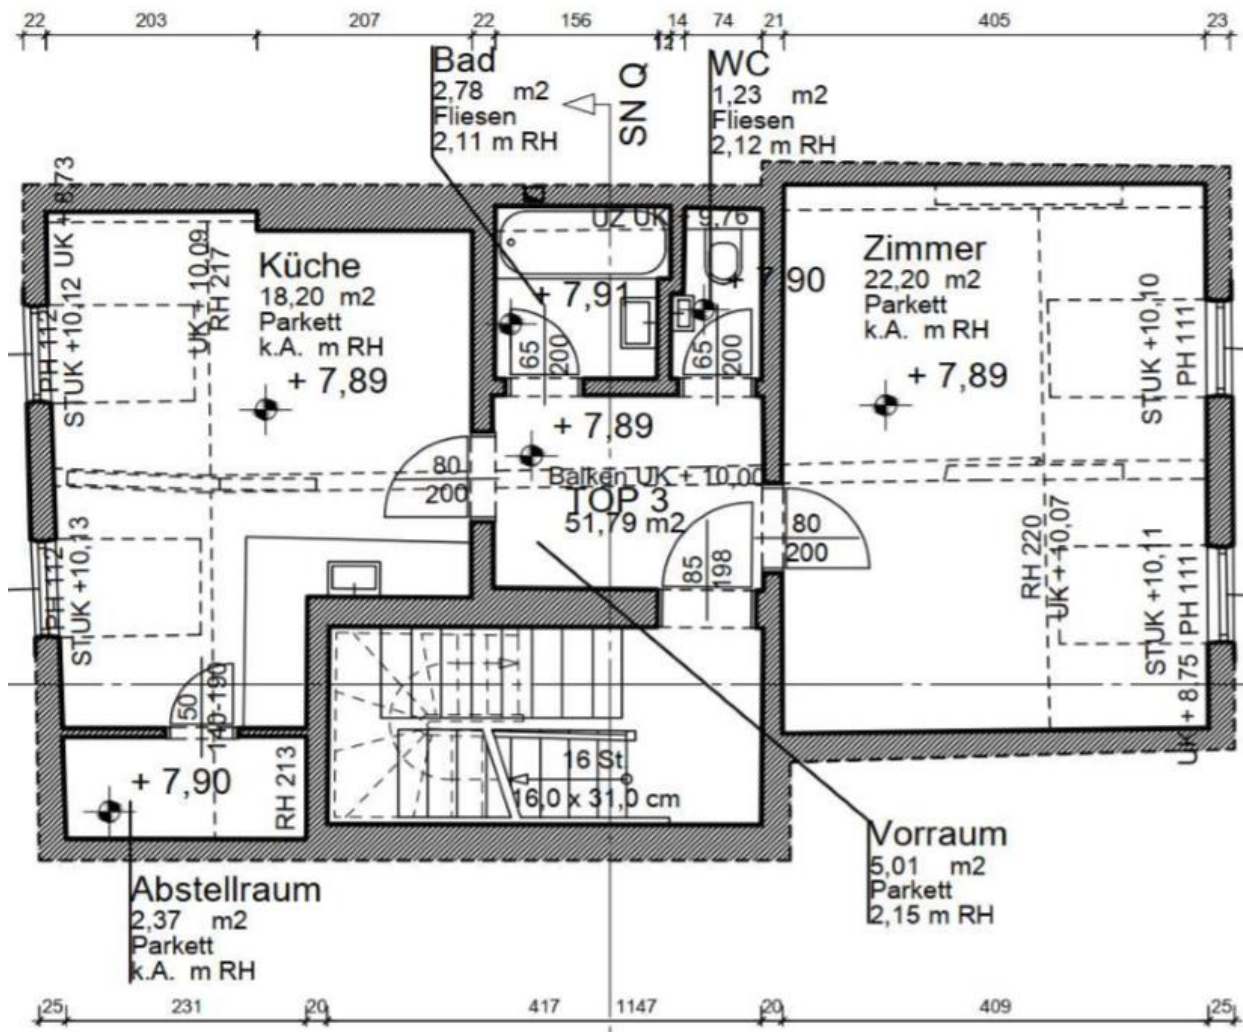 22 203 207 22 156 12 14 74 21 405 23
Bad
2,78 m2
Fliesen
2,11 m RH
SN Q
WC
1,23 m2
Fliesen
2,12 m RH
UK + 8,73
UK + 10,09
RH 217
STUK +10,12
PH 112
Küche
18,20 m2
Parkett
k.A. m RH
+ 7,89
UZ UK + 9,76
+ 7,91
65
200
+ 7,90
65
200
Zimmer
22,20 m2
Parkett
k.A. m RH
+ 7,89
STUK +10,10
PH 111
+ 7,89
Balken UK + 10,00
TOP 3
51,79 m2
80
200
80
200
85
198
PH 112
STUK +10,13
RH 220
UK + 10,07
STUK +10,11
PH 111
UK + 8,75
50
140-190
+ 7,90
RH 213
16 St
16,0 x 31,0 cm
Vorraum
5,01 m2
Parkett
2,15 m RH
Abstellraum
2,37 m2
Parkett
k.A. m RH
25 231 20 417 1147 20 409 25